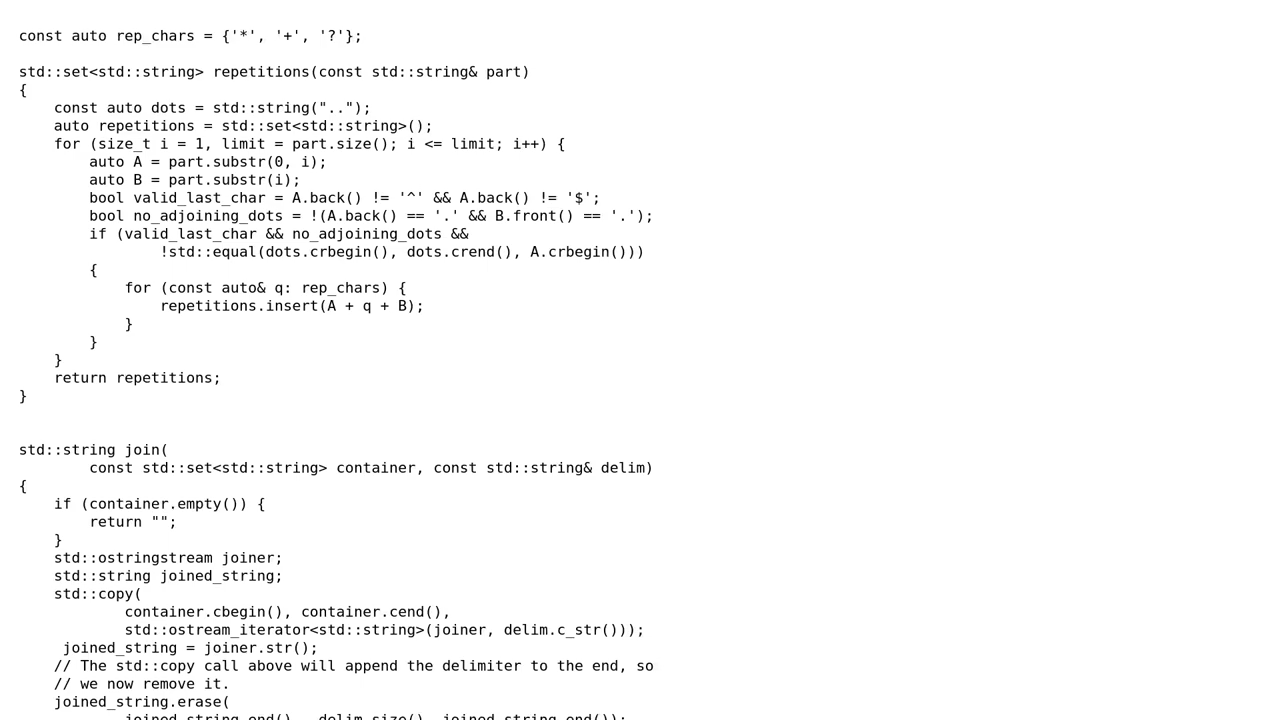 const auto rep_chars = {'*', '+', '?'};

std::set<std::string> repetitions(const std::string& part)
{
    const auto dots = std::string("..");
    auto repetitions = std::set<std::string>();
    for (size_t i = 1, limit = part.size(); i <= limit; i++) {
        auto A = part.substr(0, i);
        auto B = part.substr(i);
        bool valid_last_char = A.back() != '^' && A.back() != '$';
        bool no_adjoining_dots = !(A.back() == '.' && B.front() == '.');
        if (valid_last_char && no_adjoining_dots &&
                !std::equal(dots.crbegin(), dots.crend(), A.crbegin()))
        {
            for (const auto& q: rep_chars) {
                repetitions.insert(A + q + B);
            }
        }
    }
    return repetitions;
}


std::string join(
        const std::set<std::string> container, const std::string& delim)
{
    if (container.empty()) {
        return "";
    }
    std::ostringstream joiner;
    std::string joined_string;
    std::copy(
            container.cbegin(), container.cend(),
            std::ostream_iterator<std::string>(joiner, delim.c_str()));
     joined_string = joiner.str();
    // The std::copy call above will append the delimiter to the end, so
    // we now remove it.
    joined_string.erase(
            joined_string.end() - delim.size(), joined_string.end());